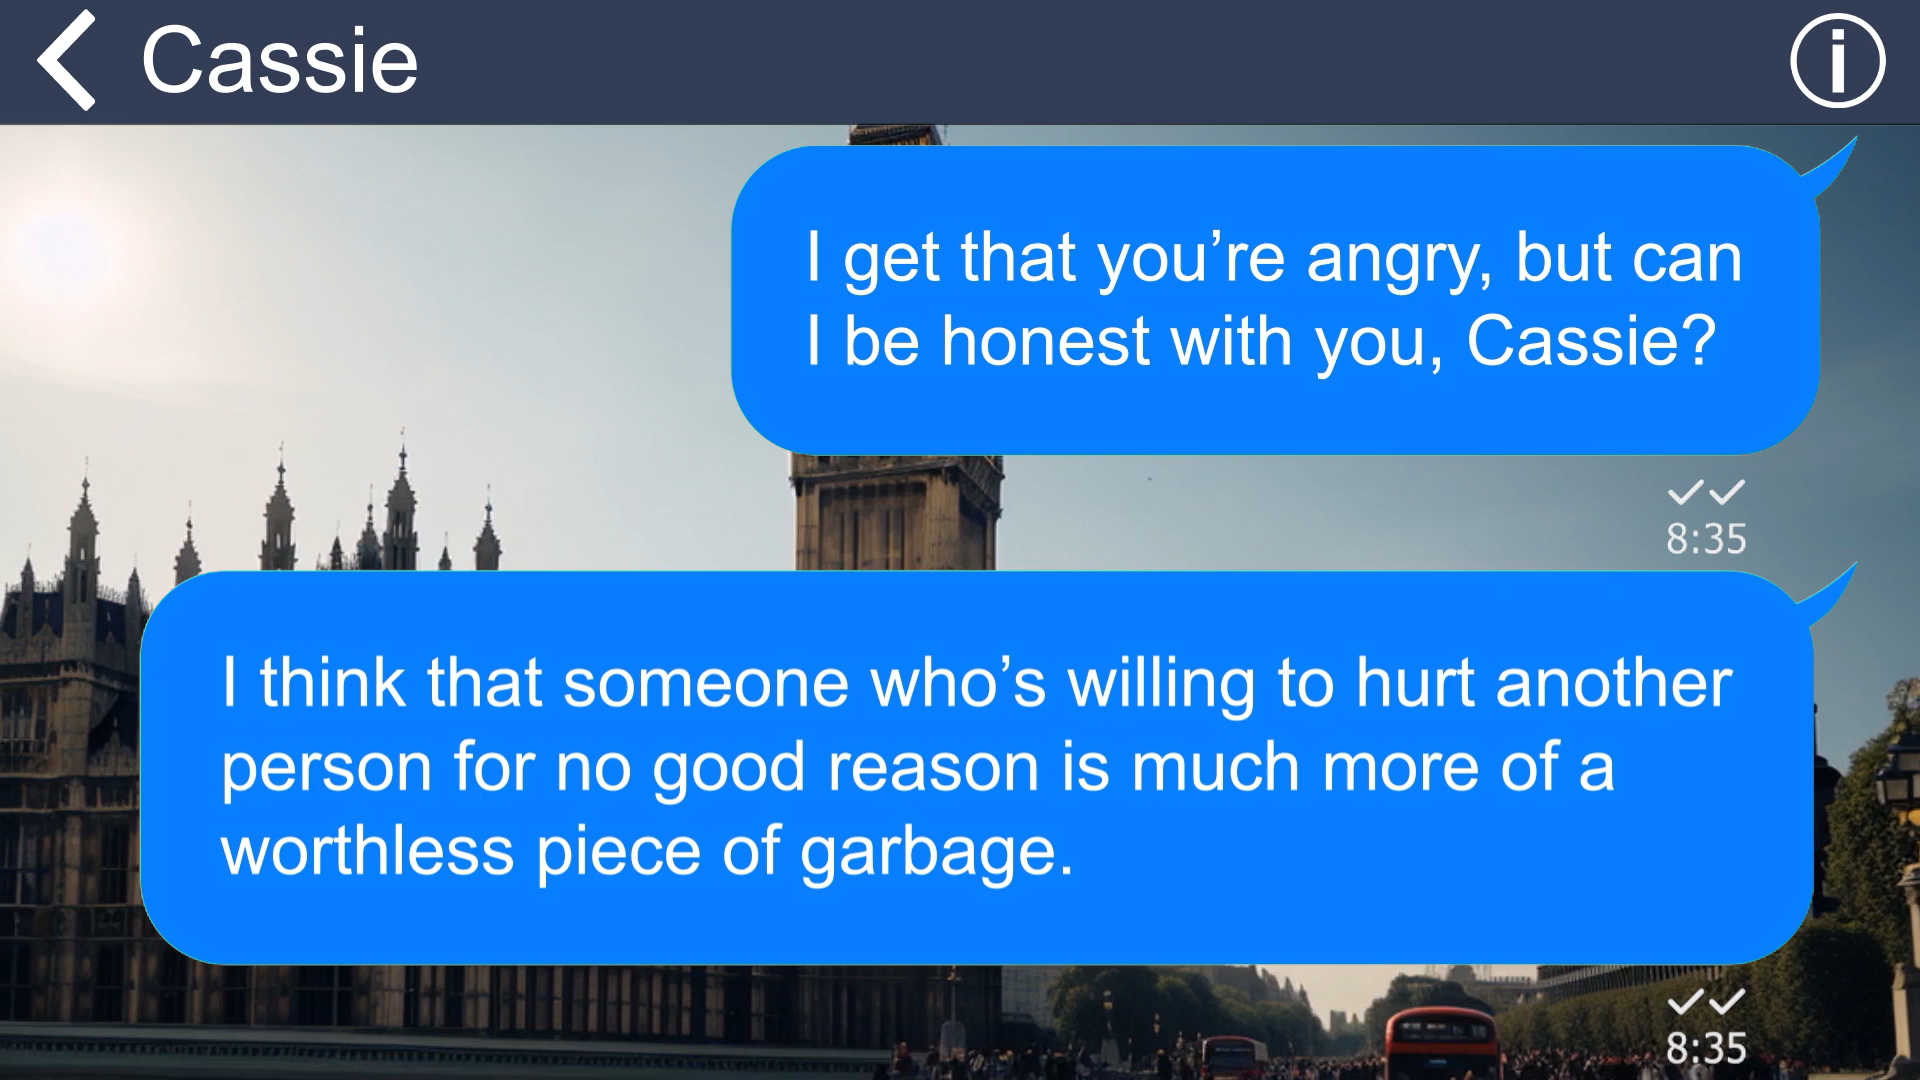 Cassie
I get that you’re angry, but can
I be honest with you, Cassie?
8:35
I think that someone who’s willing to hurt another
person for no good reason is much more of a
worthless piece of garbage.
8:35